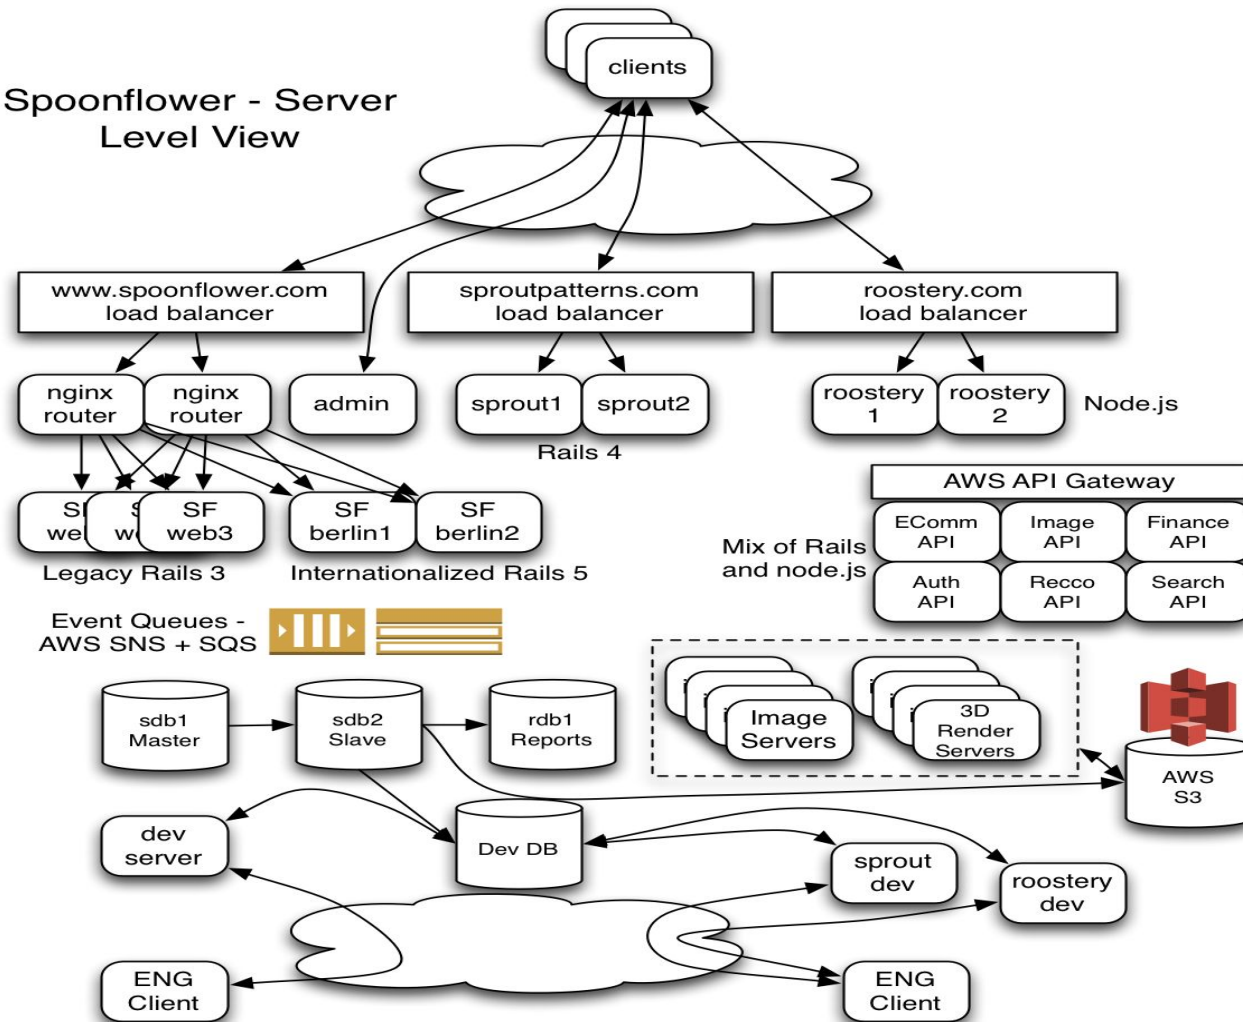 clients
Spoonflower - Server
Level View
www.spoonflower.com
load balancer
sproutpatterns.com
load balancer
roostery.com
load balancer
nginx
router
nginx
router
admin
sprout1
sprout2
roostery
1
roostery
2
Node.js
Rails 4
SF
web3
SF
berlin1
SF
berlin2
Legacy Rails 3
Internationalized Rails 5
AWS API Gateway
EComm
API
Image
API
Finance
API
Mix of Rails
and node.js
Auth
API
Recco
API
Search
API
Event Queues -
AWS SNS + SQS
sdb1
Master
sdb2
Slave
rdb1
Reports
Image
Servers
3D
Render
Servers
AWS
S3
dev
server
Dev DB
sprout
dev
roostery
dev
ENG
Client
ENG
Client